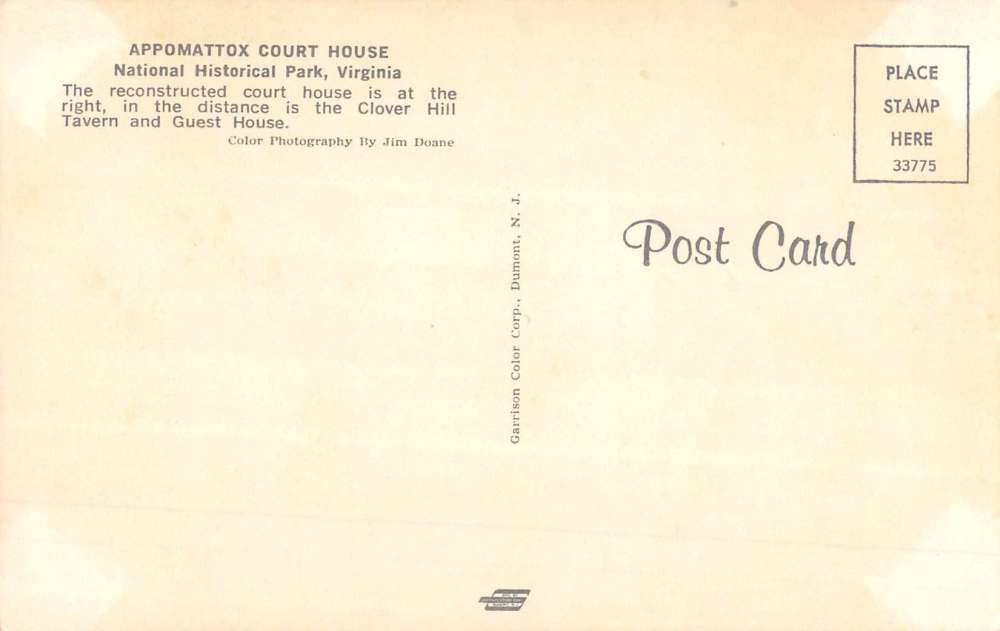 APPOMATTOX COURT HOUSE
National Historical Park, Virginia
The reconstructed court house is at the
right, in the distance is the Clover Hill
Tavern and Guest House.
Color Photography By Jim Doane
PLACE
STAMP
HERE
33775
Post Card
Garrison Color Corp., Dumont, N. J.